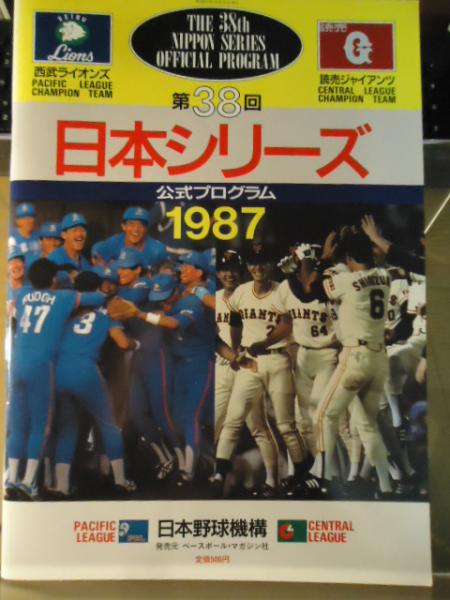 THE 38th
NIPPON SERIES
OFFICIAL PROGRAM
Lions
西武ライオンズ
PACIFIC LEAGUE
CHAMPION TEAM
読売
G
読売ジャイアンツ
CENTRAL LEAGUE
CHAMPION TEAM
第38回
日本シリーズ
公式プログラム
1987
47
3
GIANTS
2
GIANTS
64
SHINOZUKA
6
PACIFIC
LEAGUE
日本野球機構
CENTRAL
LEAGUE
発売元 ベースボール・マガジン社
定価500円